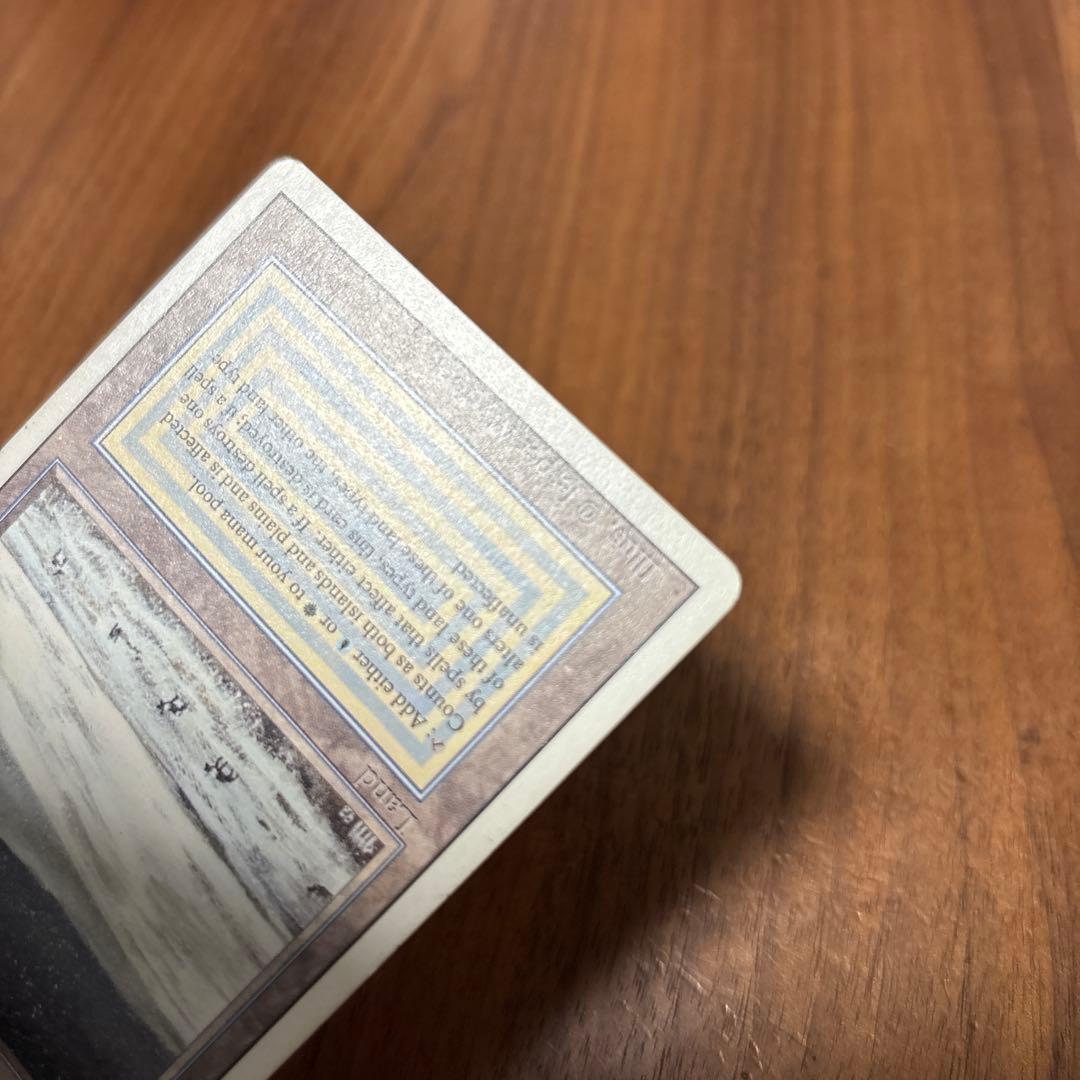 Land
: Add either or to your mana pool.
Counts as both islands and plains and is affected
by spells that affect either. If a spell destroys one
of these land types, this card is destroyed; if a spell
alters one of these land types, the other land type
is unaffected.
Illus. © Jesper